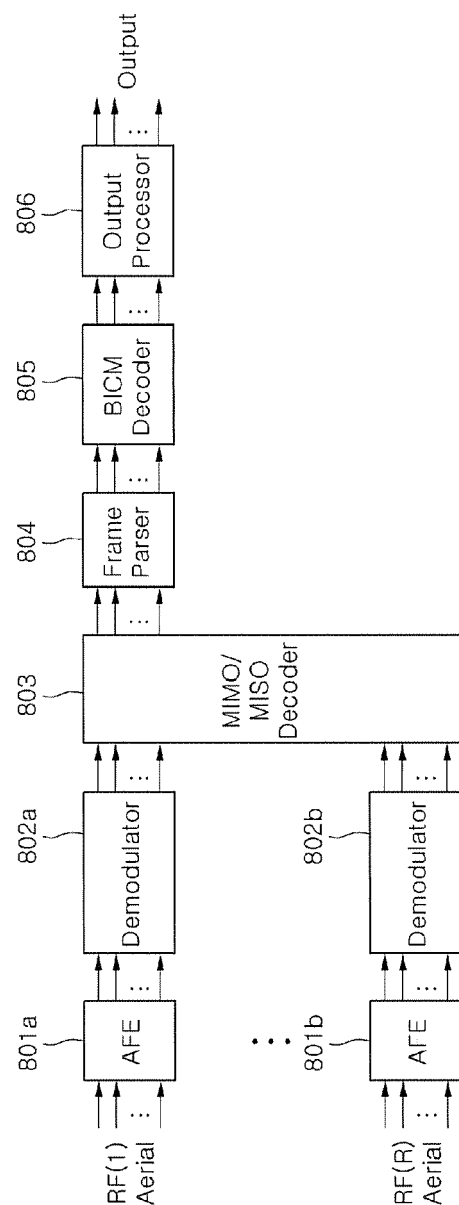 RF(1)
Aerial
801a
AFE
802a
Demodulator
803
MIMO/
MISO
Decoder
804
Frame
Parser
805
BICM
Decoder
806
Output
Processor
Output
RF(R)
Aerial
801b
AFE
802b
Demodulator